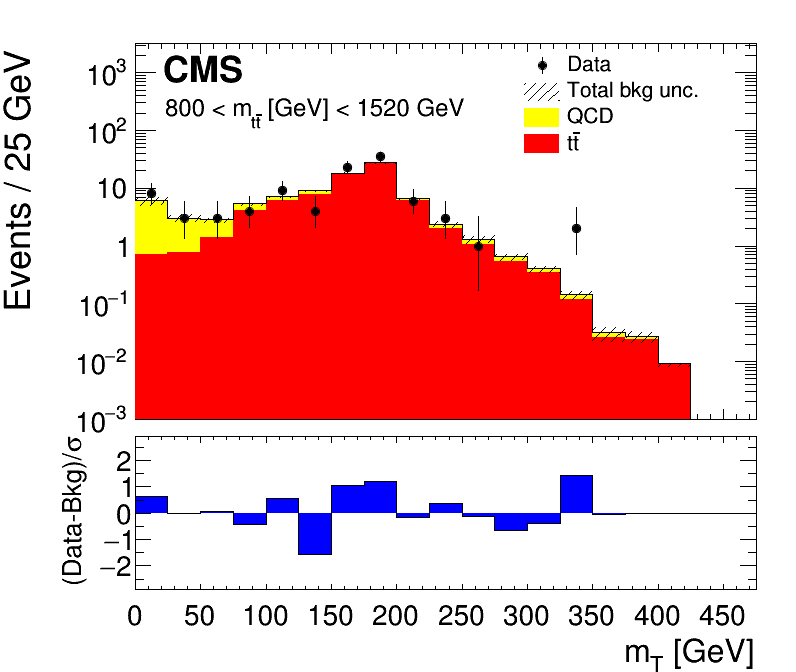 Events / 25 GeV
10³
10²
10
1
10⁻¹
10⁻²
10⁻³
CMS
800 < m_tt̄ [GeV] < 1520 GeV
Data
Total bkg unc.
QCD
tt̄
(Data-Bkg)/σ
2
1
0
−1
−2
0 50 100 150 200 250 300 350 400 450
m_T [GeV]